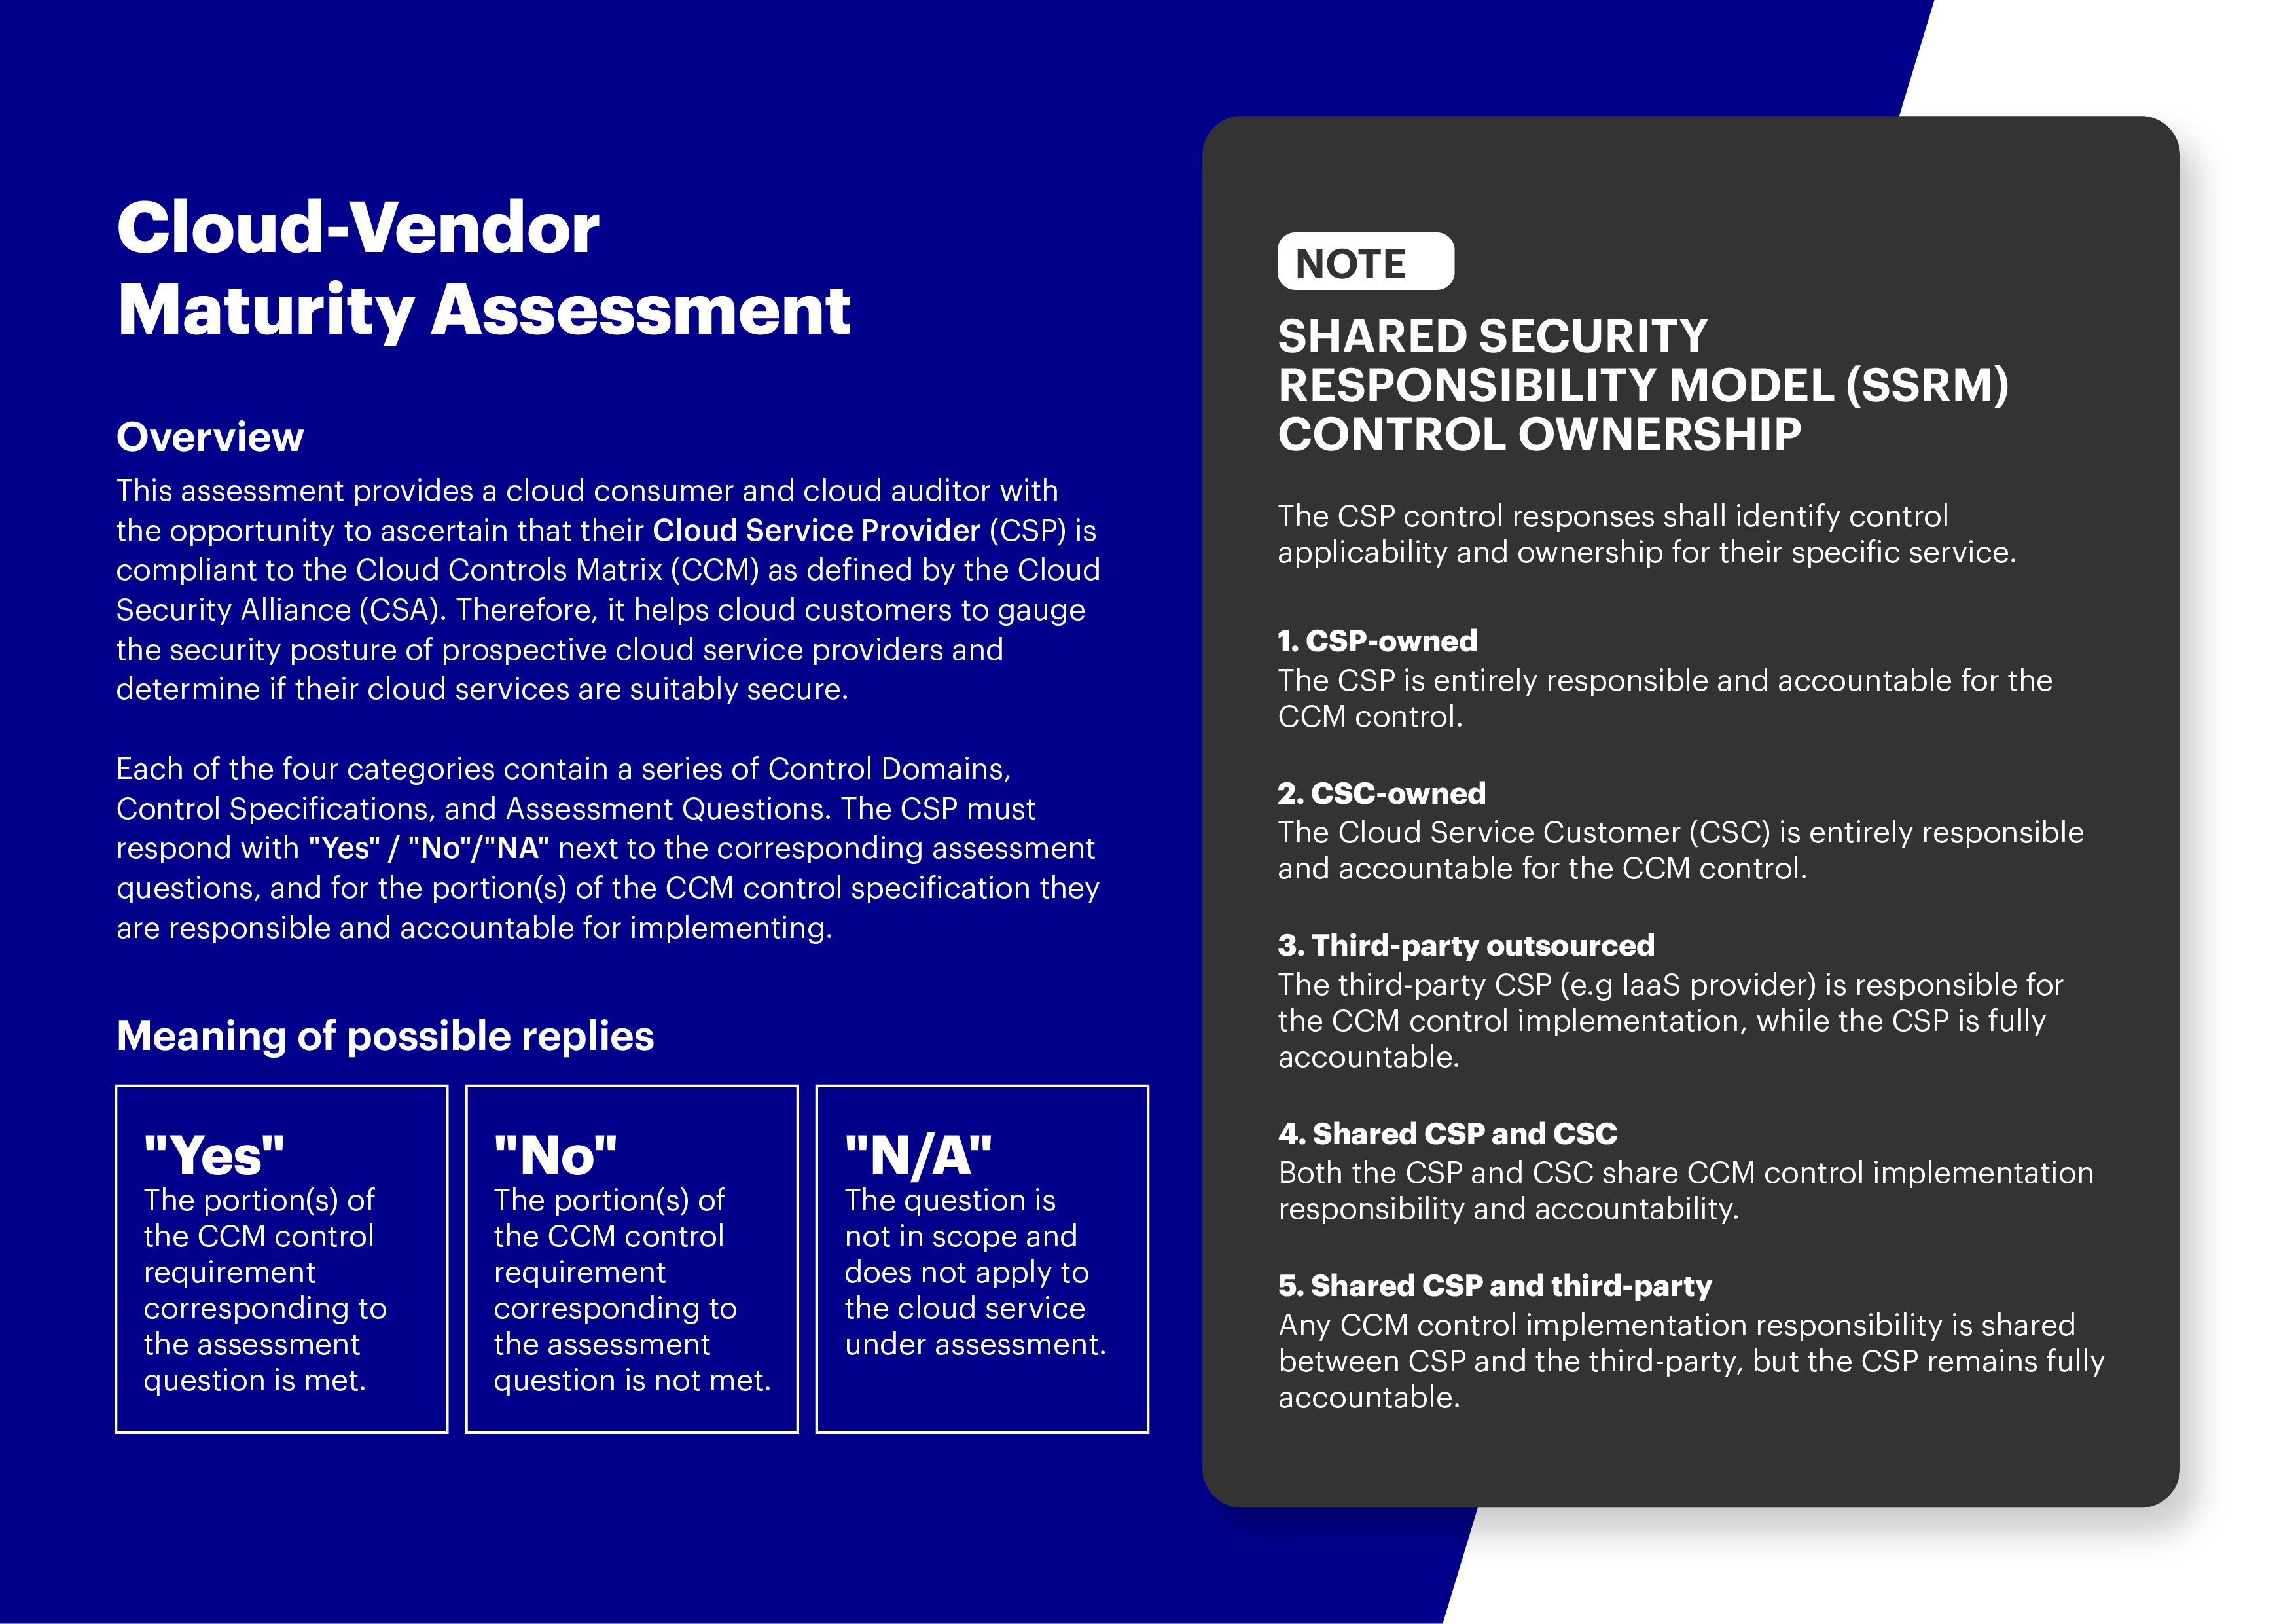 Cloud-Vendor
Maturity Assessment
Overview
This assessment provides a cloud consumer and cloud auditor with
the opportunity to ascertain that their Cloud Service Provider (CSP) is
compliant to the Cloud Controls Matrix (CCM) as defined by the Cloud
Security Alliance (CSA). Therefore, it helps cloud customers to gauge
the security posture of prospective cloud service providers and
determine if their cloud services are suitably secure.
Each of the four categories contain a series of Control Domains,
Control Specifications, and Assessment Questions. The CSP must
respond with "Yes" / "No"/"NA" next to the corresponding assessment
questions, and for the portion(s) of the CCM control specification they
are responsible and accountable for implementing.
Meaning of possible replies
"Yes"
The portion(s) of
the CCM control
requirement
corresponding to
the assessment
question is met.
"No"
The portion(s) of
the CCM control
requirement
corresponding to
the assessment
question is not met.
"N/A"
The question is
not in scope and
does not apply to
the cloud service
under assessment.
NOTE
SHARED SECURITY
RESPONSIBILITY MODEL (SSRM)
CONTROL OWNERSHIP
The CSP control responses shall identify control
applicability and ownership for their specific service.
1. CSP-owned
The CSP is entirely responsible and accountable for the
CCM control.
2. CSC-owned
The Cloud Service Customer (CSC) is entirely responsible
and accountable for the CCM control.
3. Third-party outsourced
The third-party CSP (e.g IaaS provider) is responsible for
the CCM control implementation, while the CSP is fully
accountable.
4. Shared CSP and CSC
Both the CSP and CSC share CCM control implementation
responsibility and accountability.
5. Shared CSP and third-party
Any CCM control implementation responsibility is shared
between CSP and the third-party, but the CSP remains fully
accountable.